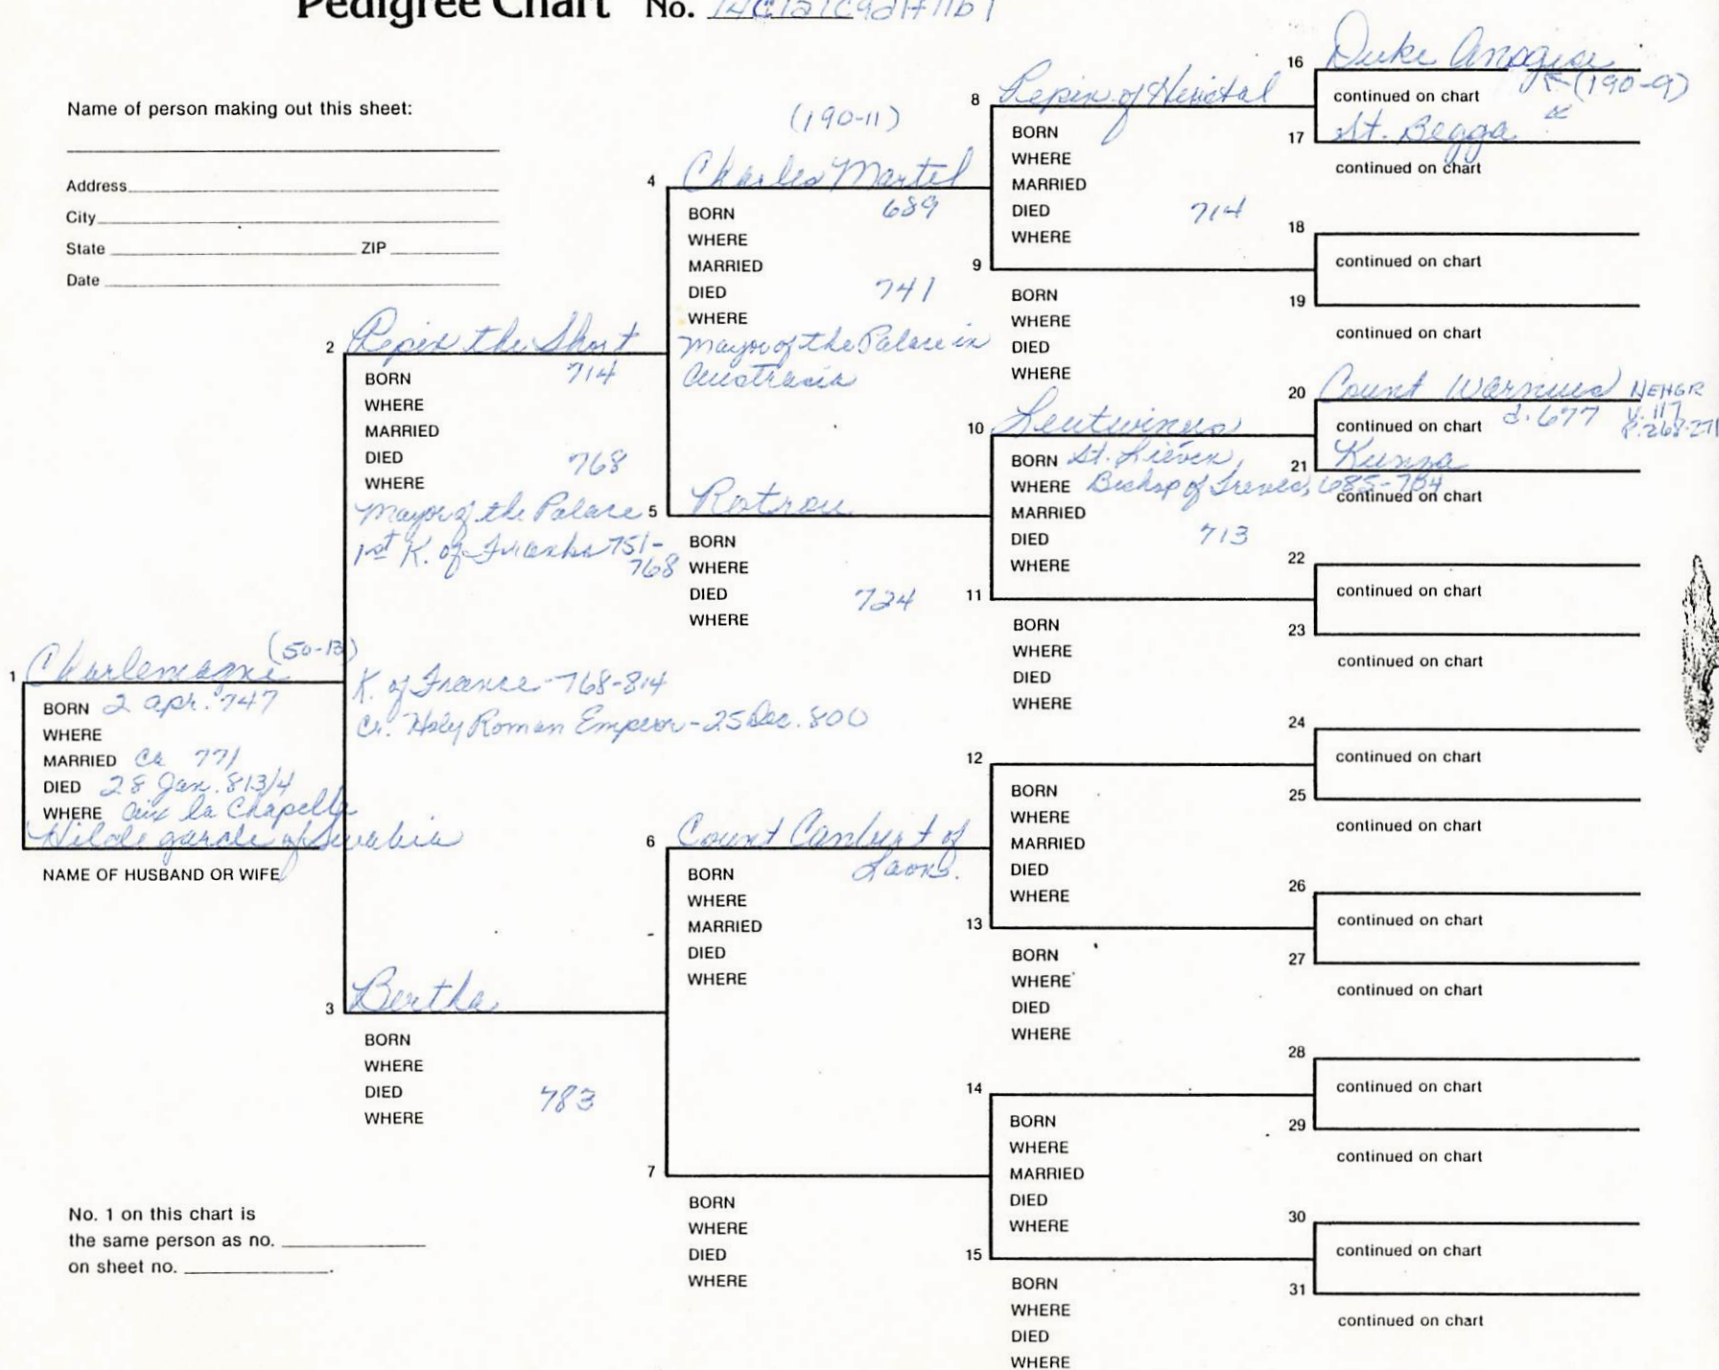 Pedigree Chart No.
Name of person making out this sheet:
Address
City
State ZIP
Date
1 Charlemagne (50-13)
BORN 2 Apr. 747
WHERE
MARRIED Ca 771
DIED 28 Jan. 813/4
WHERE Aix la Chapelle
Hildegarde of Swabia
NAME OF HUSBAND OR WIFE
K. of France - 768-814
Cr. Holy Roman Emperor - 25 Dec. 800
2 Pepin the Short
BORN 714
WHERE
MARRIED
DIED 768
WHERE
Mayor of the Palace
1st K. of Franks 751-
768
3 Bertha
BORN
WHERE
DIED 783
WHERE
(190-11)
4 Charles Martel
BORN 689
WHERE
MARRIED
DIED 741
WHERE
Mayor of the Palace in
Austrasia
5 Rotrou
BORN
WHERE
DIED 724
WHERE
6 Count Canbert of
Laon.
BORN
WHERE
MARRIED
DIED
WHERE
7
BORN
WHERE
DIED
WHERE
8 Pepin of Heristal
BORN
WHERE
MARRIED
DIED 714
WHERE
9
BORN
WHERE
DIED
WHERE
10 Leutwinus
BORN St. Lieven,
WHERE Bishop of Treves, 685-704
MARRIED
DIED 713
WHERE
11
BORN
WHERE
DIED
WHERE
12
BORN
WHERE
MARRIED
DIED
WHERE
13
BORN
WHERE
DIED
WHERE
14
BORN
WHERE
MARRIED
DIED
WHERE
15
BORN
WHERE
DIED
WHERE
16 Duke
continued on chart (190-9)
17 St. Begga
continued on chart
18
continued on chart
19
continued on chart
20 Count Warnus NEHGR
continued on chart d. 677 V. 117
P. 268-271
21 Kunza
continued on chart
22
continued on chart
23
continued on chart
24
continued on chart
25
continued on chart
26
continued on chart
27
continued on chart
28
continued on chart
29
continued on chart
30
continued on chart
31
continued on chart
No. 1 on this chart is
the same person as no.
on sheet no. .